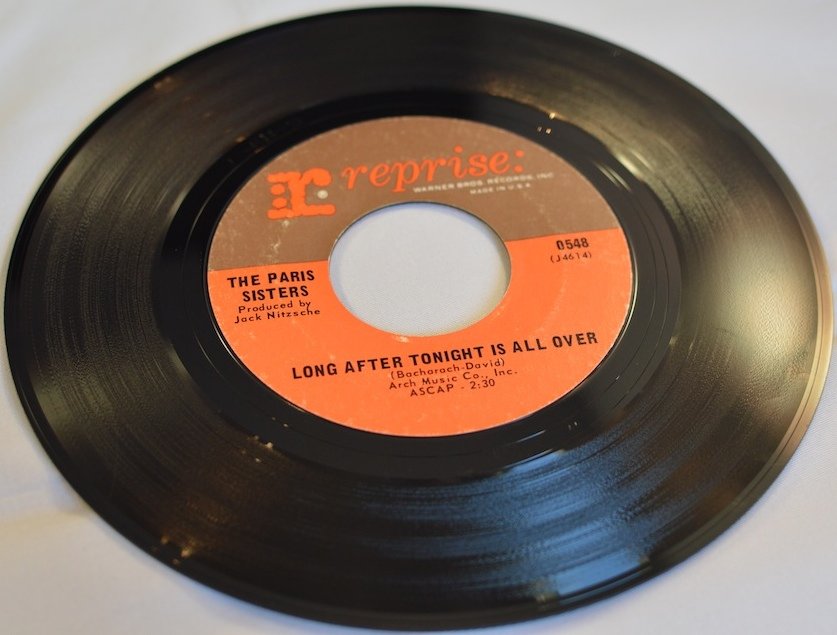 r: reprise:
WARNER BROS. RECORDS, INC
MADE IN U.S.A.
0548
(J4614)
THE PARIS
SISTERS
Produced by
Jack Nitzsche
LONG AFTER TONIGHT IS ALL OVER
(Bacharach-David)
Arch Music Co., Inc.
ASCAP - 2:30